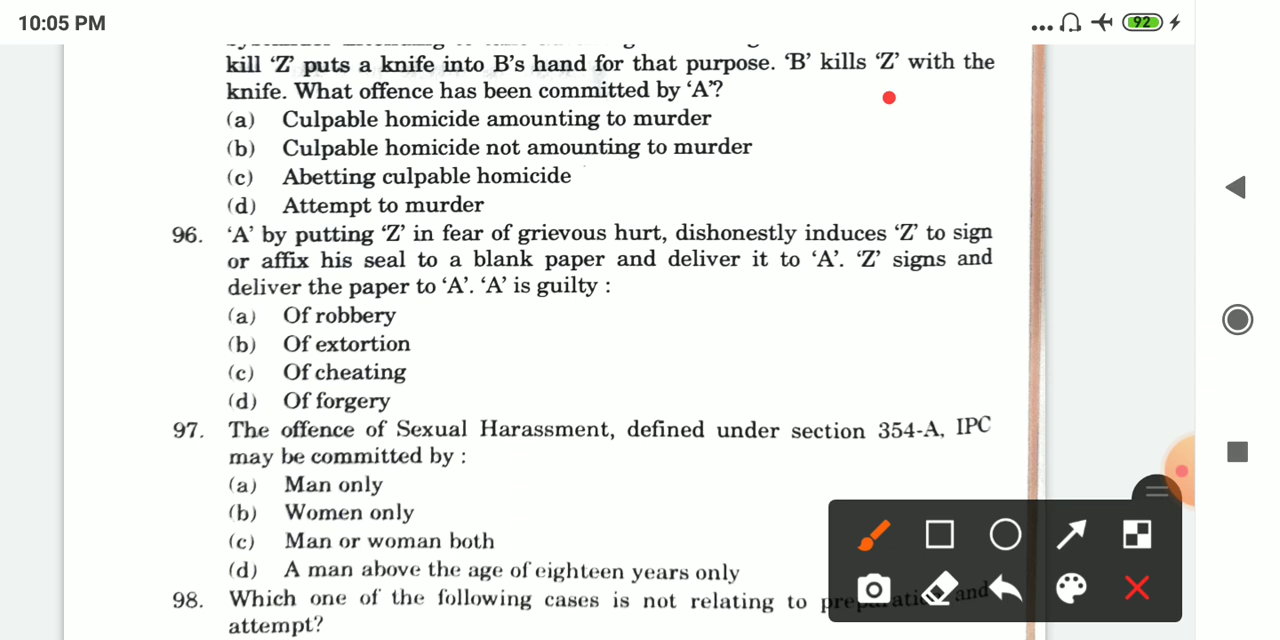 10:05 PM
92
kill ‘Z’ puts a knife into B’s hand for that purpose. ‘B’ kills ‘Z’ with the
knife. What offence has been committed by ‘A’?
(a) Culpable homicide amounting to murder
(b) Culpable homicide not amounting to murder
(c) Abetting culpable homicide
(d) Attempt to murder
96. ‘A’ by putting ‘Z’ in fear of grievous hurt, dishonestly induces ‘Z’ to sign
or affix his seal to a blank paper and deliver it to ‘A’. ‘Z’ signs and
deliver the paper to ‘A’. ‘A’ is guilty :
(a) Of robbery
(b) Of extortion
(c) Of cheating
(d) Of forgery
97. The offence of Sexual Harassment, defined under section 354-A, IPC
may be committed by :
(a) Man only
(b) Women only
(c) Man or woman both
(d) A man above the age of eighteen years only
98. Which one of the following cases is not relating to preparation and
attempt?